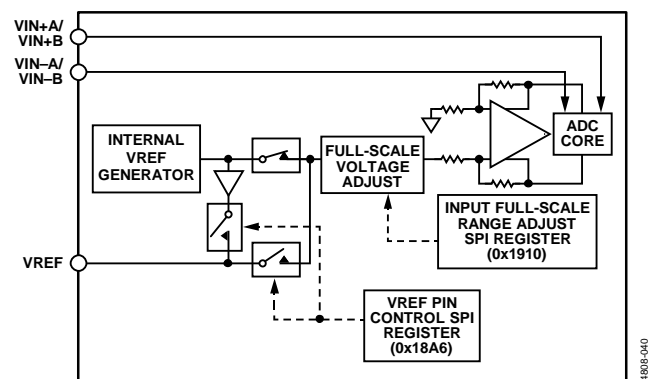 VIN+A/
VIN+B
VIN–A/
VIN–B
INTERNAL
VREF
GENERATOR
FULL-SCALE
VOLTAGE
ADJUST
ADC
CORE
INPUT FULL-SCALE
RANGE ADJUST
SPI REGISTER
(0x1910)
VREF
VREF PIN
CONTROL SPI
REGISTER
(0x18A6)
4808-040